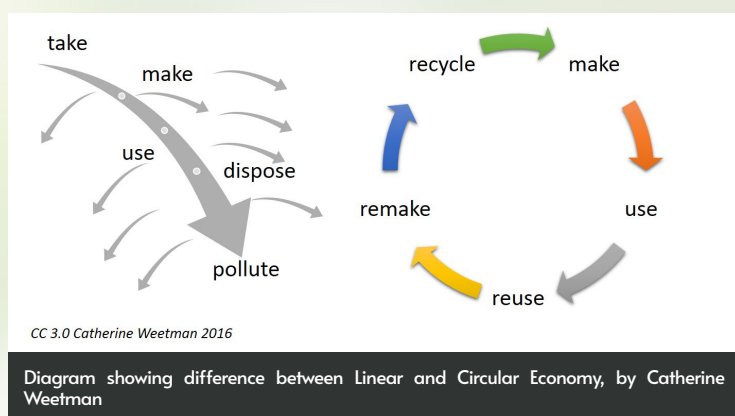 take
make
use
dispose
pollute
recycle
make
use
reuse
remake
CC 3.0 Catherine Weetman 2016
Diagram showing difference between Linear and Circular Economy, by Catherine
Weetman